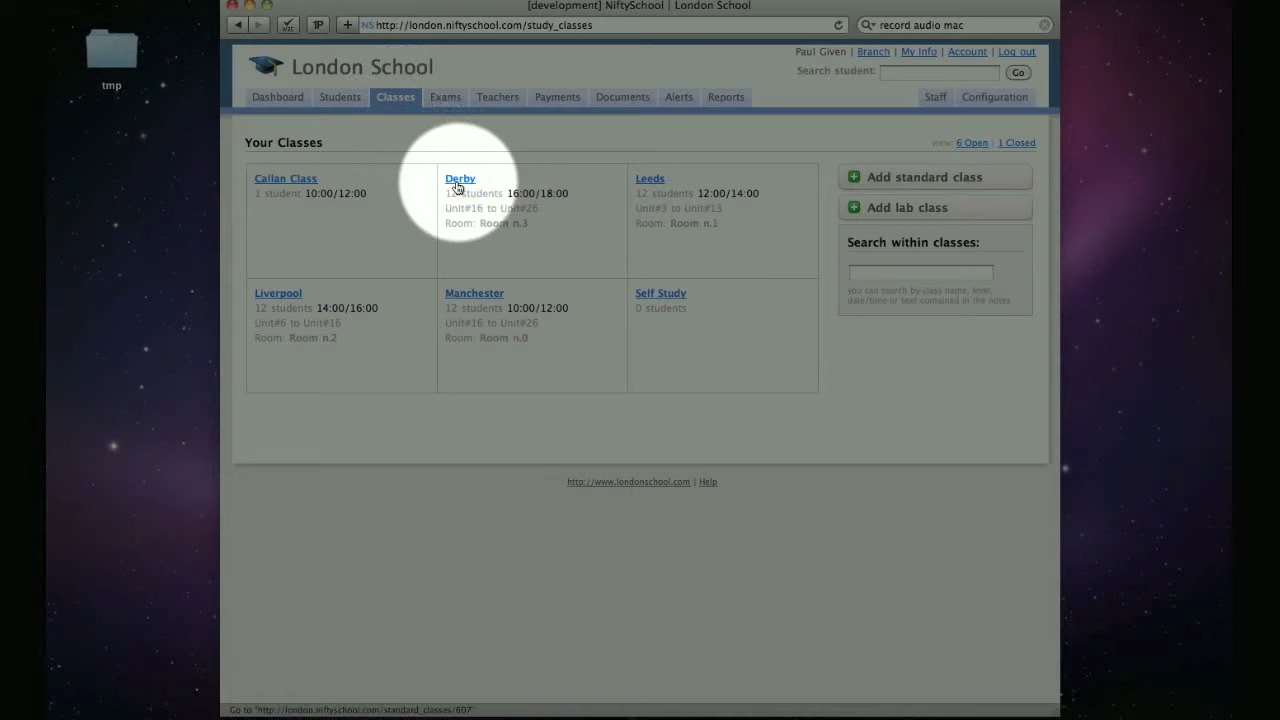 [development] NiftySchool | London School
1P
+
NS http://london.niftyschool.com/study_classes
record audio mac
tmp
Paul Given | Branch | My Info | Account | Log out
London School
Search student:
Go
Dashboard
Students
Classes
Exams
Teachers
Payments
Documents
Alerts
Reports
Staff
Configuration
Your Classes
view: 6 Open | 1 Closed
Callan Class
1 student 10:00/12:00
Derby
students 16:00/18:00
Unit#16 to Unit#26
Room: Room n.3
Leeds
12 students 12:00/14:00
Unit#3 to Unit#13
Room: Room n.1
Add standard class
Add lab class
Search within classes:
you can search by class name, level,
date/time or text contained in the notes
Liverpool
12 students 14:00/16:00
Unit#6 to Unit#16
Room: Room n.2
Manchester
12 students 10:00/12:00
Unit#16 to Unit#26
Room: Room n.0
Self Study
0 students
http://www.londonschool.com | Help
Go to "http://london.niftyschool.com/standard_classes/607"